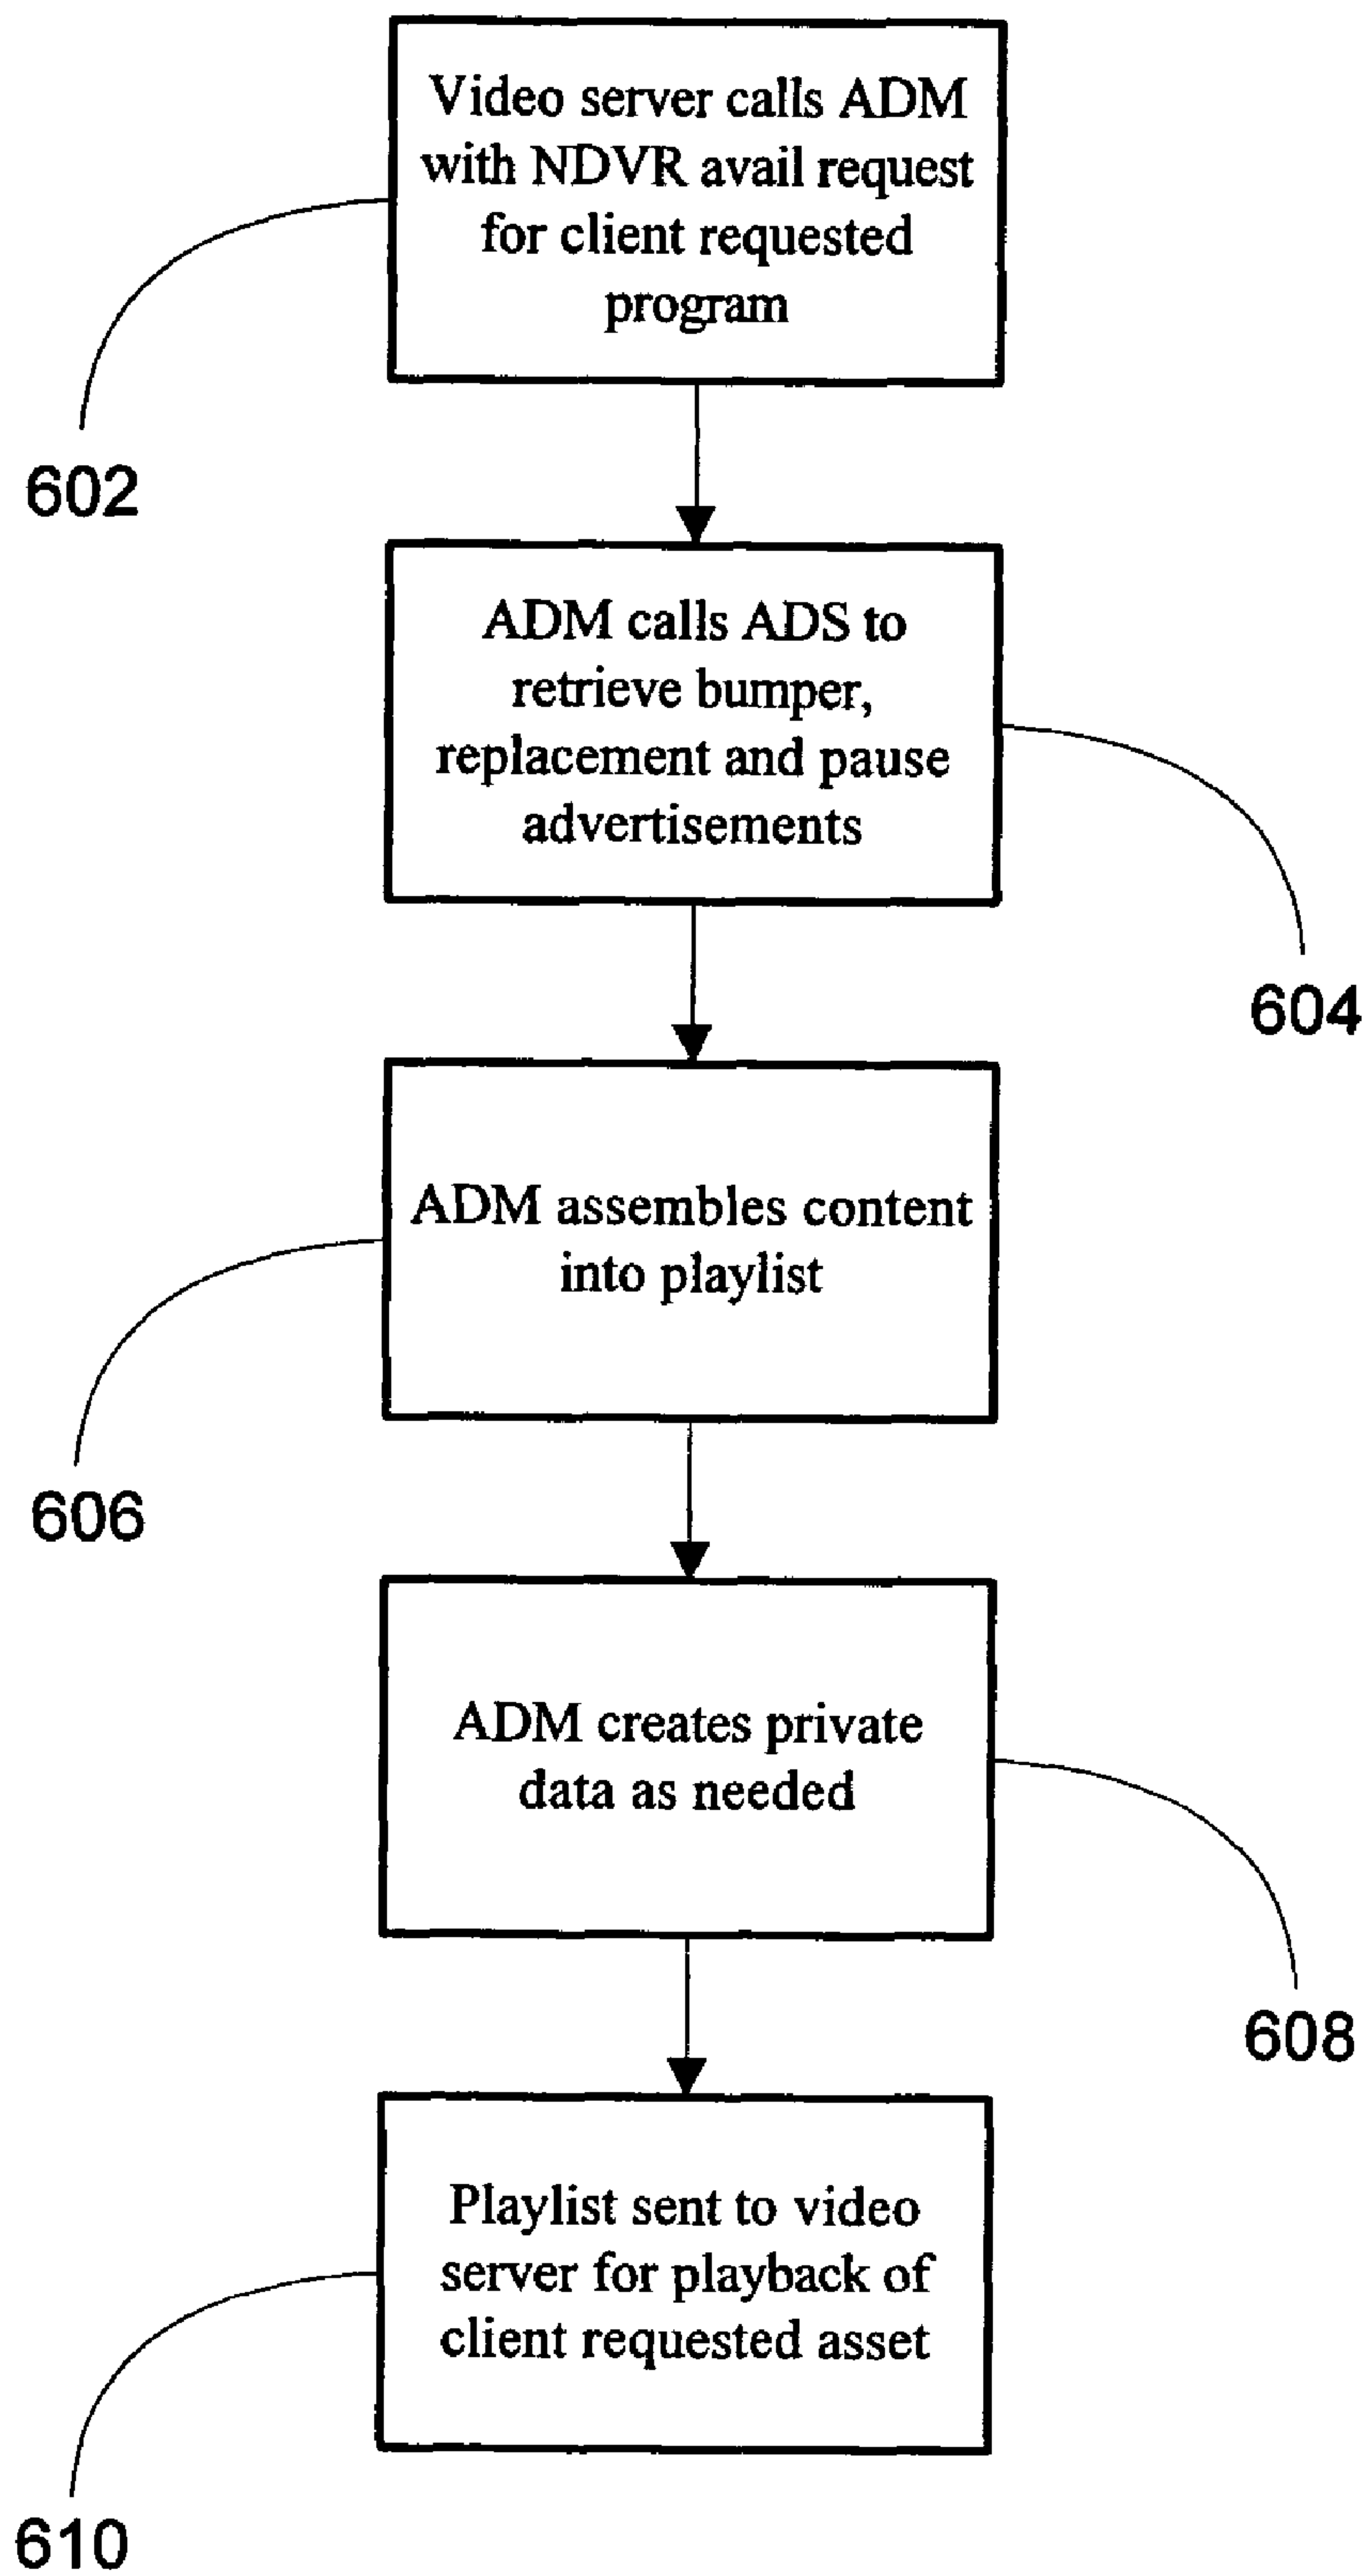 Video server calls ADM
with NDVR avail request
for client requested
program
602
ADM calls ADS to
retrieve bumper,
replacement and pause
advertisements
604
ADM assembles content
into playlist
606
ADM creates private
data as needed
608
Playlist sent to video
server for playback of
client requested asset
610